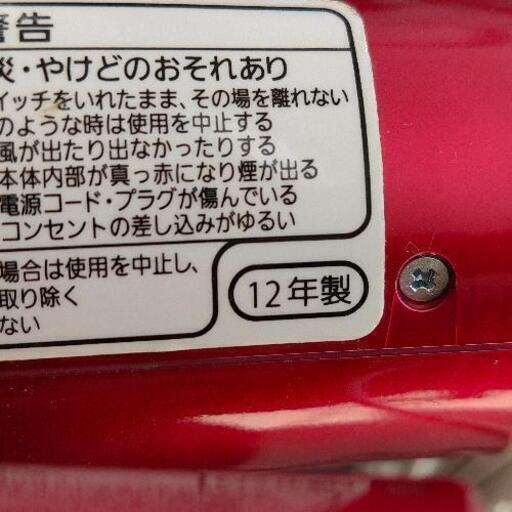 警告
災・やけどのおそれあり
イッチをいれたまま、その場を離れない
のような時は使用を中止する
風が出たり出なかったりする
本体内部が真っ赤になり煙が出る
電源コード・プラグが傷んでいる
コンセントの差し込みがゆるい
場合は使用を中止し、
取り除く
ない
12年製